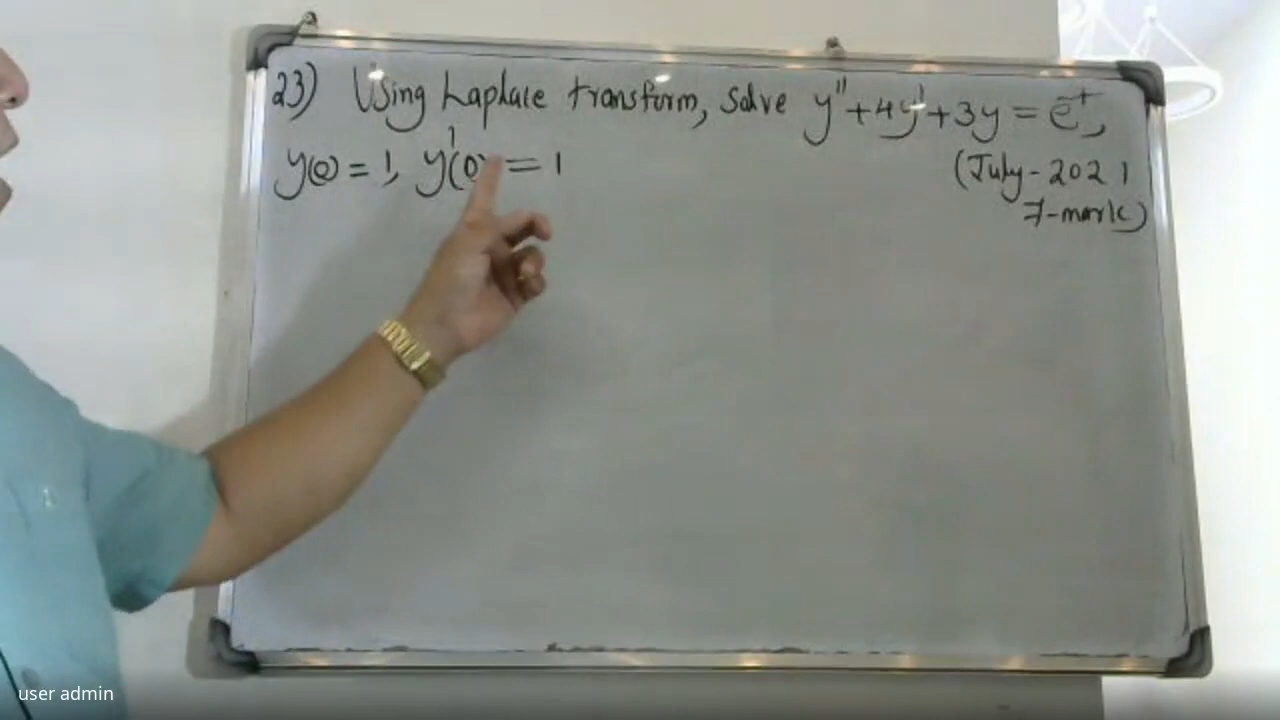 23) Using Laplace transform, solve y''+4y'+3y = e^-t,
y(0) = 1, y'(0) = 1
(July-2021
7-mark)
user admin